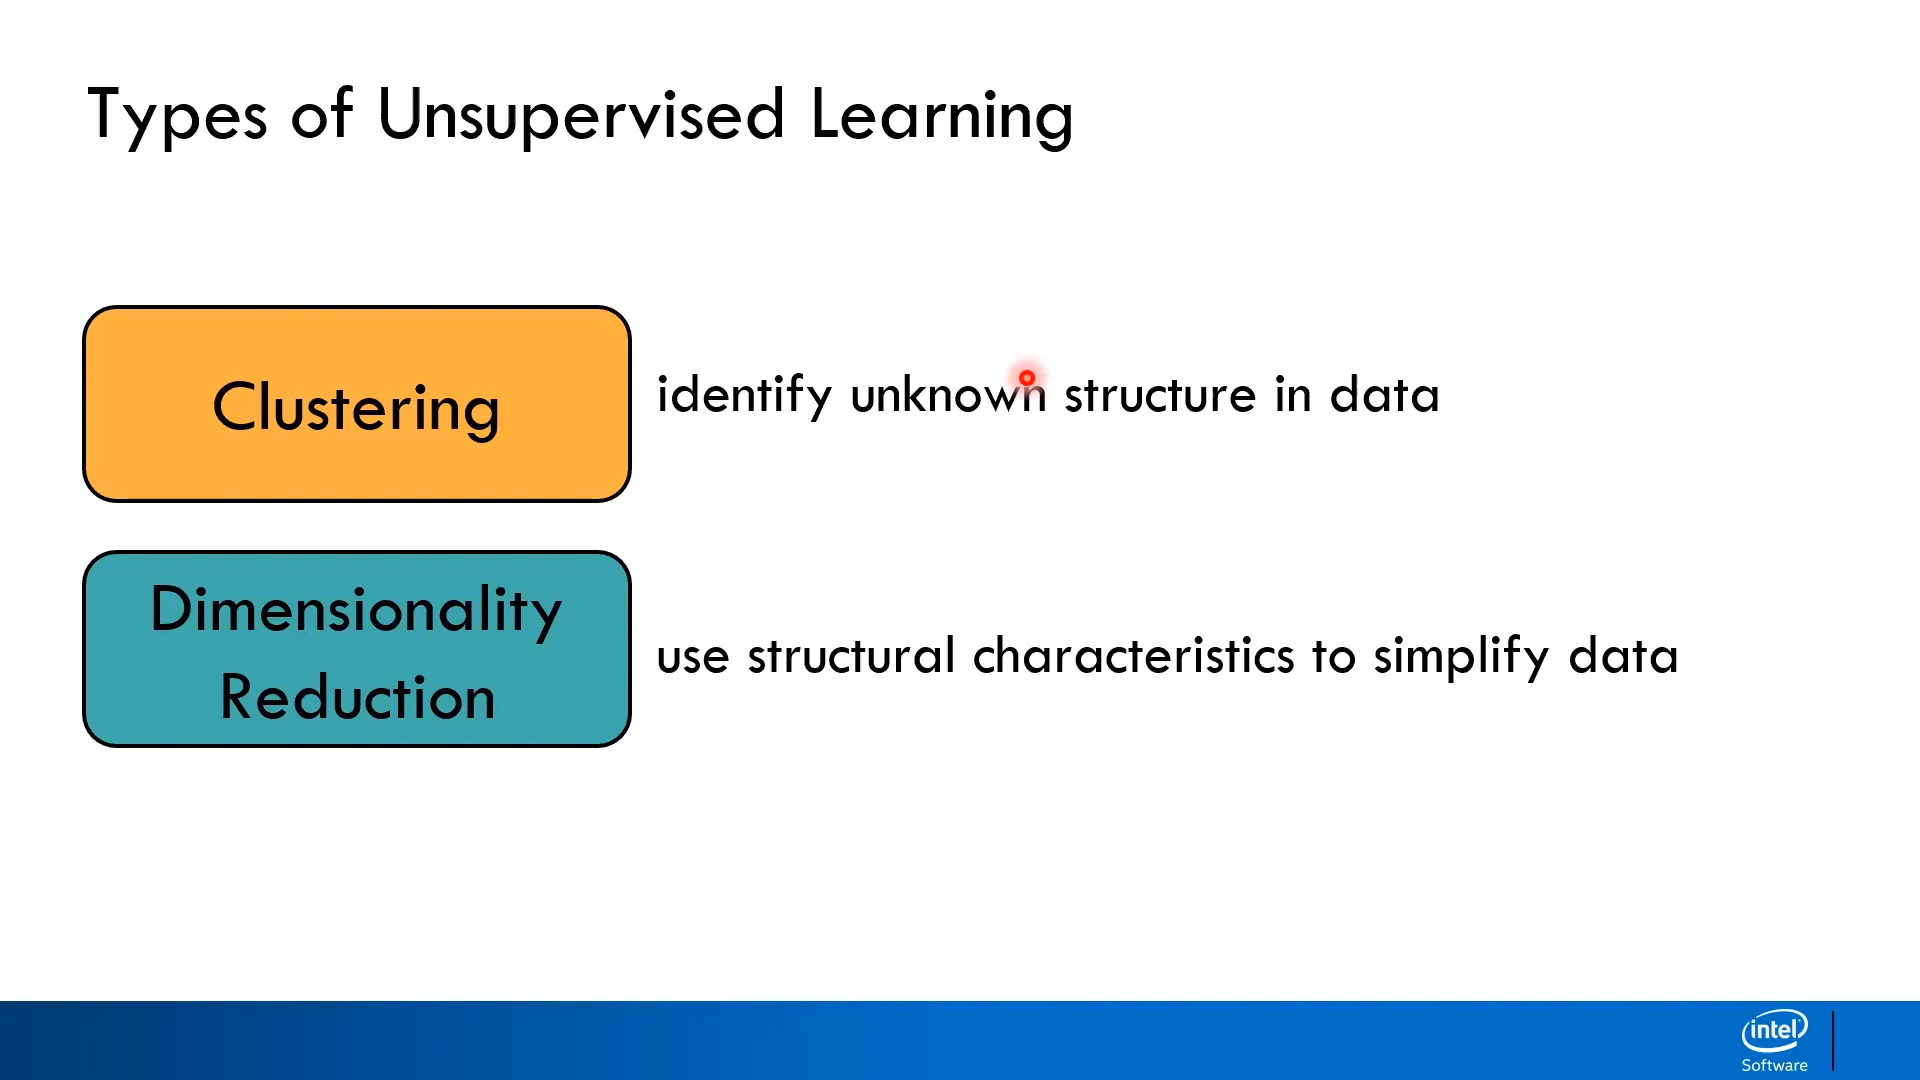 Types of Unsupervised Learning
Clustering
identify unknown structure in data
Dimensionality
Reduction
use structural characteristics to simplify data
intel
Software